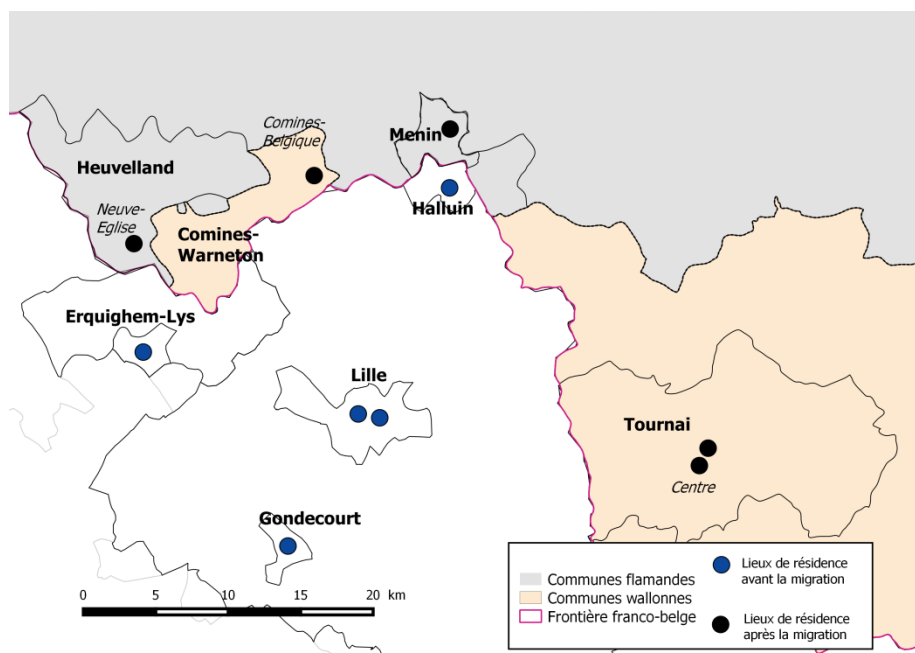 Comines-
Belgique
Menin
Heuvelland
Halluin
Neuve-
Eglise
Comines-
Warneton
Erquighem-Lys
Lille
Tournai
Centre
Gondecourt
0 5 10 15 20 km
Communes flamandes
Communes wallonnes
Frontière franco-belge
Lieux de résidence
avant la migration
Lieux de résidence
après la migration